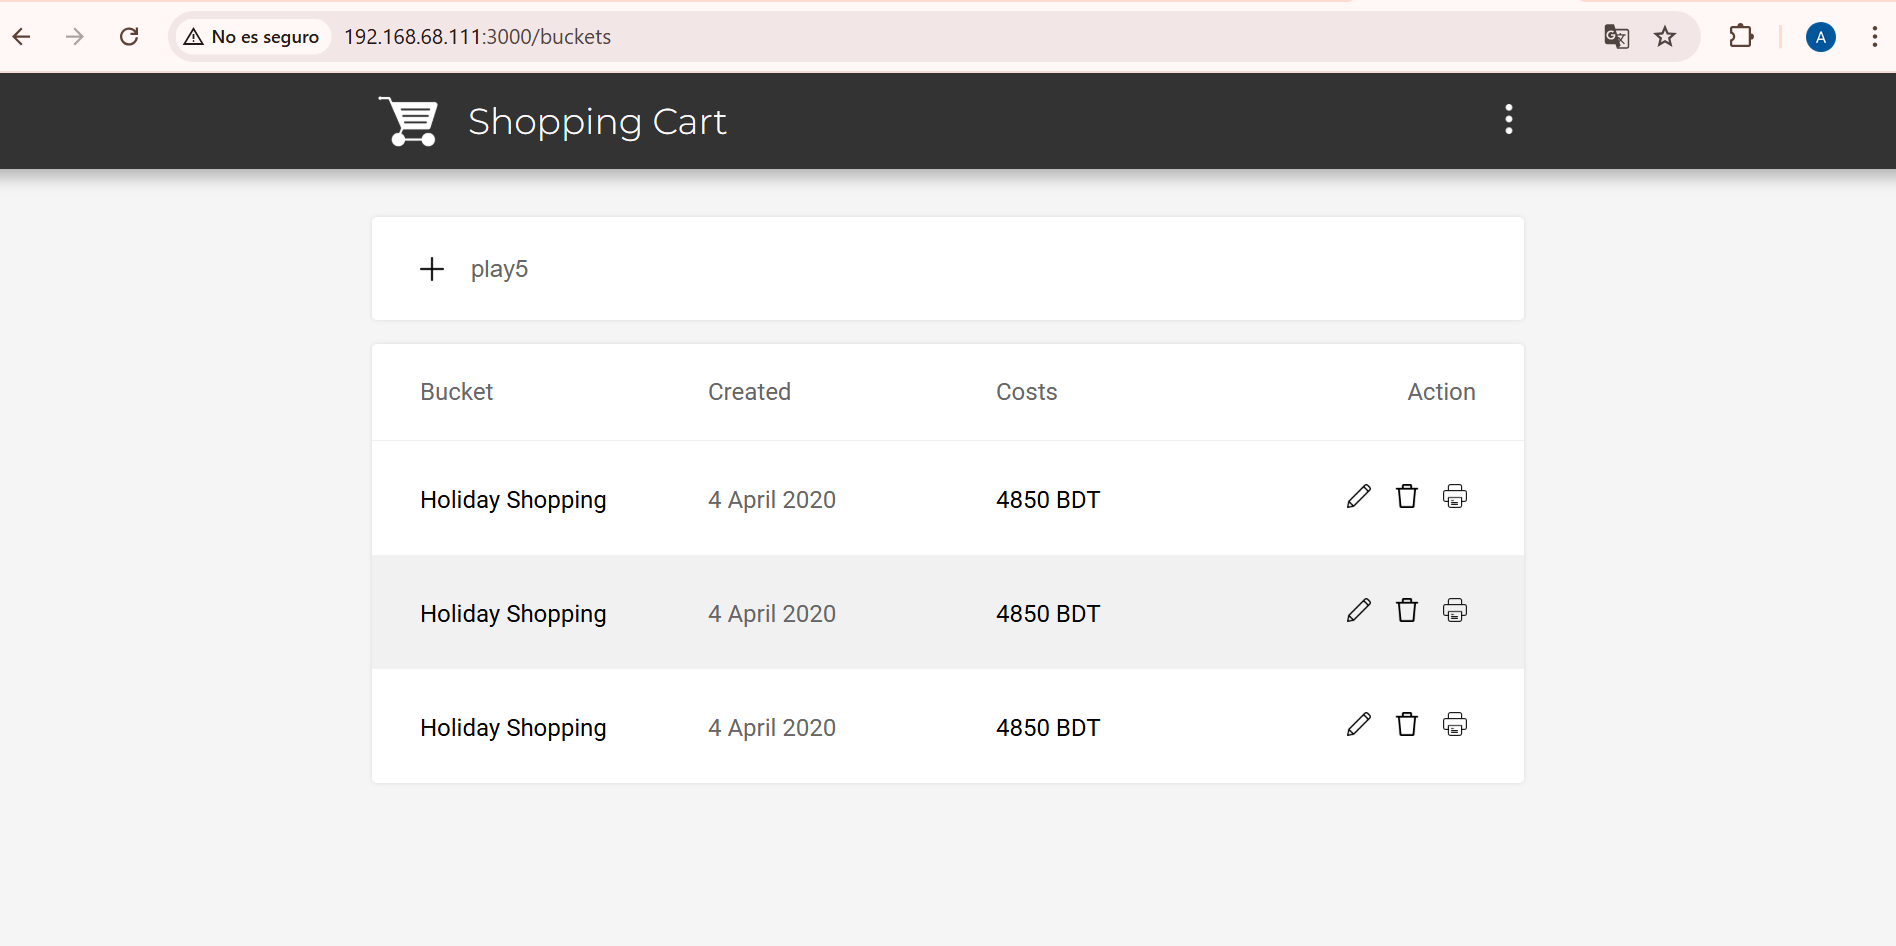 No es seguro 192.168.68.111:3000/buckets A
Shopping Cart
play5
Bucket Created Costs Action
Holiday Shopping 4 April 2020 4850 BDT
Holiday Shopping 4 April 2020 4850 BDT
Holiday Shopping 4 April 2020 4850 BDT